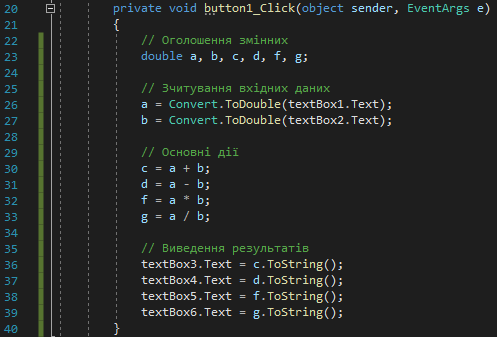 20 private void button1_Click(object sender, EventArgs e)
21 {
22 // Оголошення змінних
23 double a, b, c, d, f, g;
24
25 // Зчитування вхідних даних
26 a = Convert.ToDouble(textBox1.Text);
27 b = Convert.ToDouble(textBox2.Text);
28
29 // Основні дії
30 c = a + b;
31 d = a - b;
32 f = a * b;
33 g = a / b;
34
35 // Виведення результатів
36 textBox3.Text = c.ToString();
37 textBox4.Text = d.ToString();
38 textBox5.Text = f.ToString();
39 textBox6.Text = g.ToString();
40 }